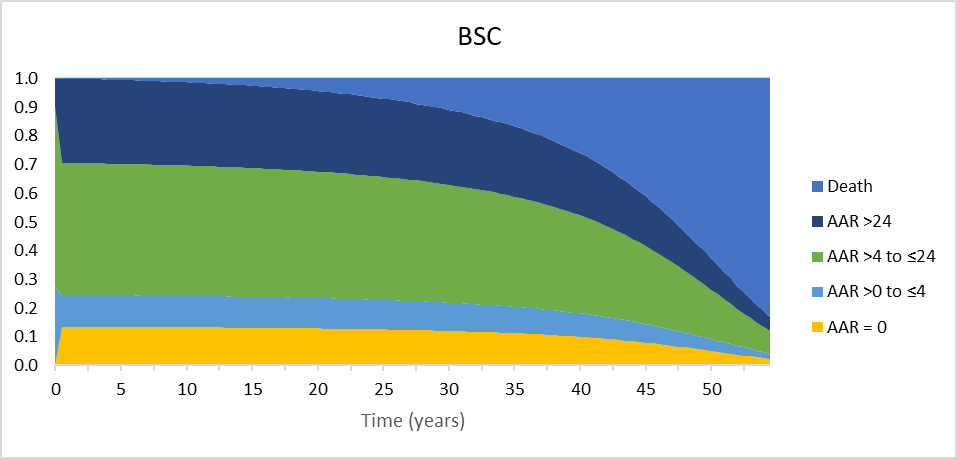 BSC
1.0
0.9
0.8
0.7
0.6
0.5
0.4
0.3
0.2
0.1
0.0
0 5 10 15 20 25 30 35 40 45 50
Time (years)
Death
AAR >24
AAR >4 to ≤24
AAR >0 to ≤4
AAR = 0